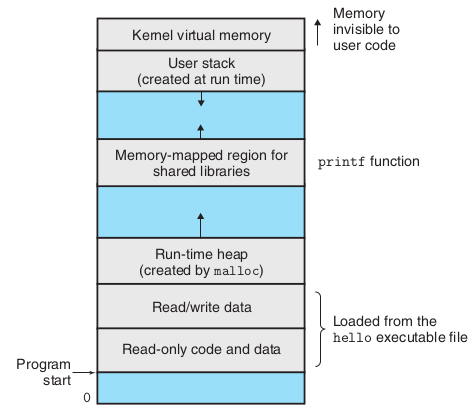 Memory
invisible to
user code
Kernel virtual memory
User stack
(created at run time)
Memory-mapped region for
shared libraries
printf function
Run-time heap
(created by malloc)
Read/write data
Loaded from the
hello executable file
Read-only code and data
Program
start
0